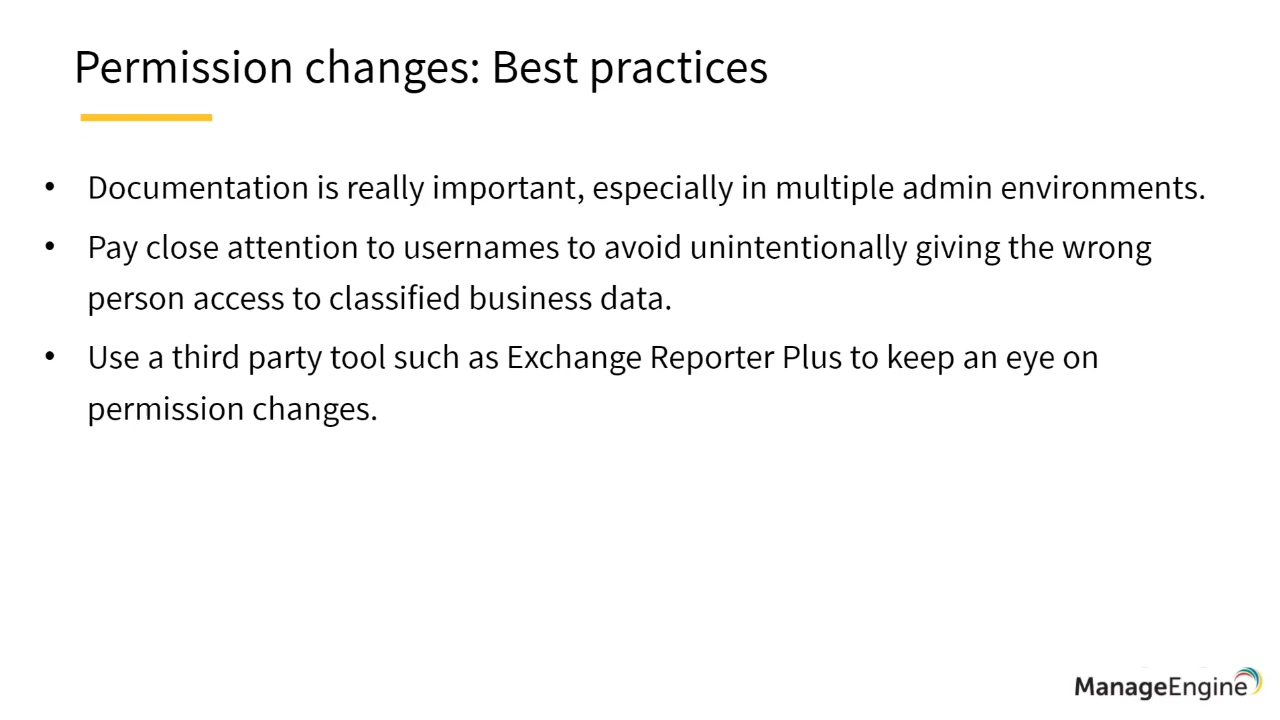 Permission changes: Best practices
• Documentation is really important, especially in multiple admin environments.
• Pay close attention to usernames to avoid unintentionally giving the wrong
person access to classified business data.
• Use a third party tool such as Exchange Reporter Plus to keep an eye on
permission changes.
ManageEngine